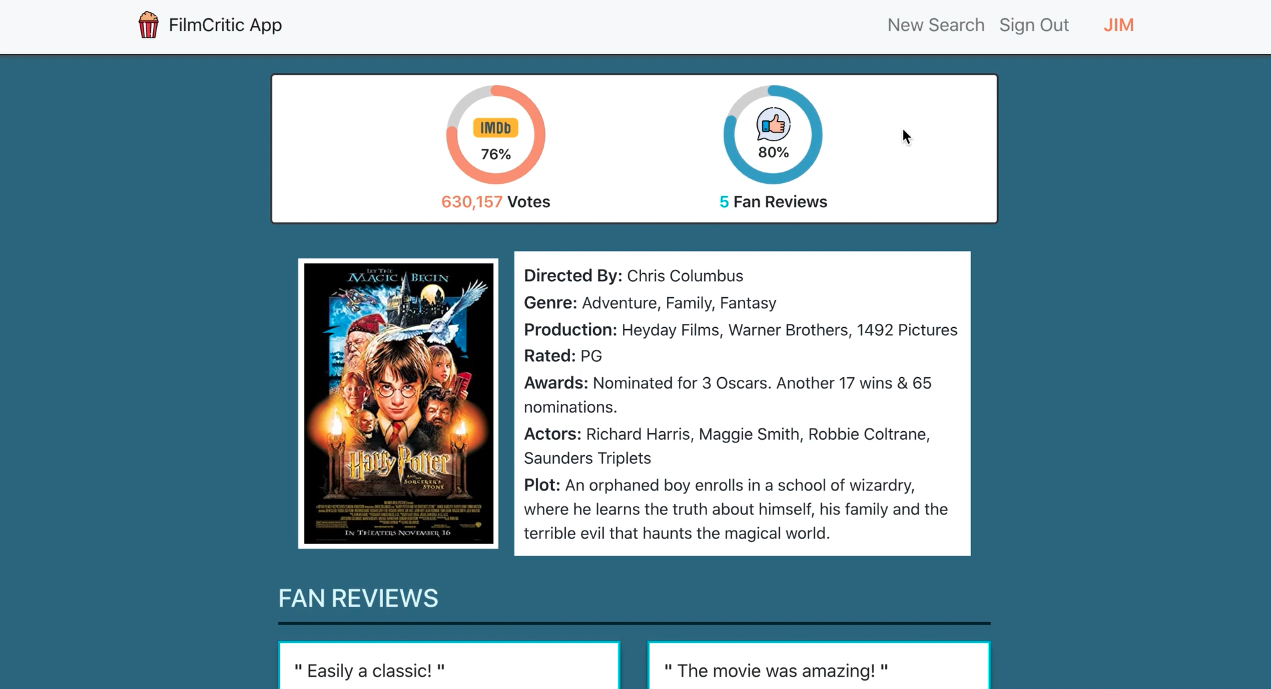 FilmCritic App
New Search Sign Out JIM
IMDb
76%
80%
630,157 Votes
5 Fan Reviews
LET THE
MAGIC BEGIN
Harry Potter
AND THE
SORCERER'S
STONE
IN THEATERS NOVEMBER 16
Directed By: Chris Columbus
Genre: Adventure, Family, Fantasy
Production: Heyday Films, Warner Brothers, 1492 Pictures
Rated: PG
Awards: Nominated for 3 Oscars. Another 17 wins & 65
nominations.
Actors: Richard Harris, Maggie Smith, Robbie Coltrane,
Saunders Triplets
Plot: An orphaned boy enrolls in a school of wizardry,
where he learns the truth about himself, his family and the
terrible evil that haunts the magical world.
FAN REVIEWS
" Easily a classic! "
" The movie was amazing! "